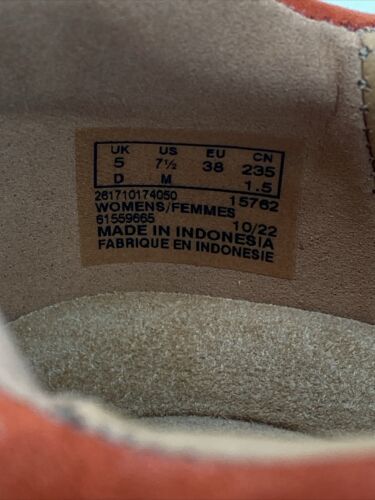 UK US EU CN
5 7½ 38 235
D M 1.5
261710174050 15762
WOMENS/FEMMES
61559665 10/22
MADE IN INDONESIA
FABRIQUE EN INDONESIE